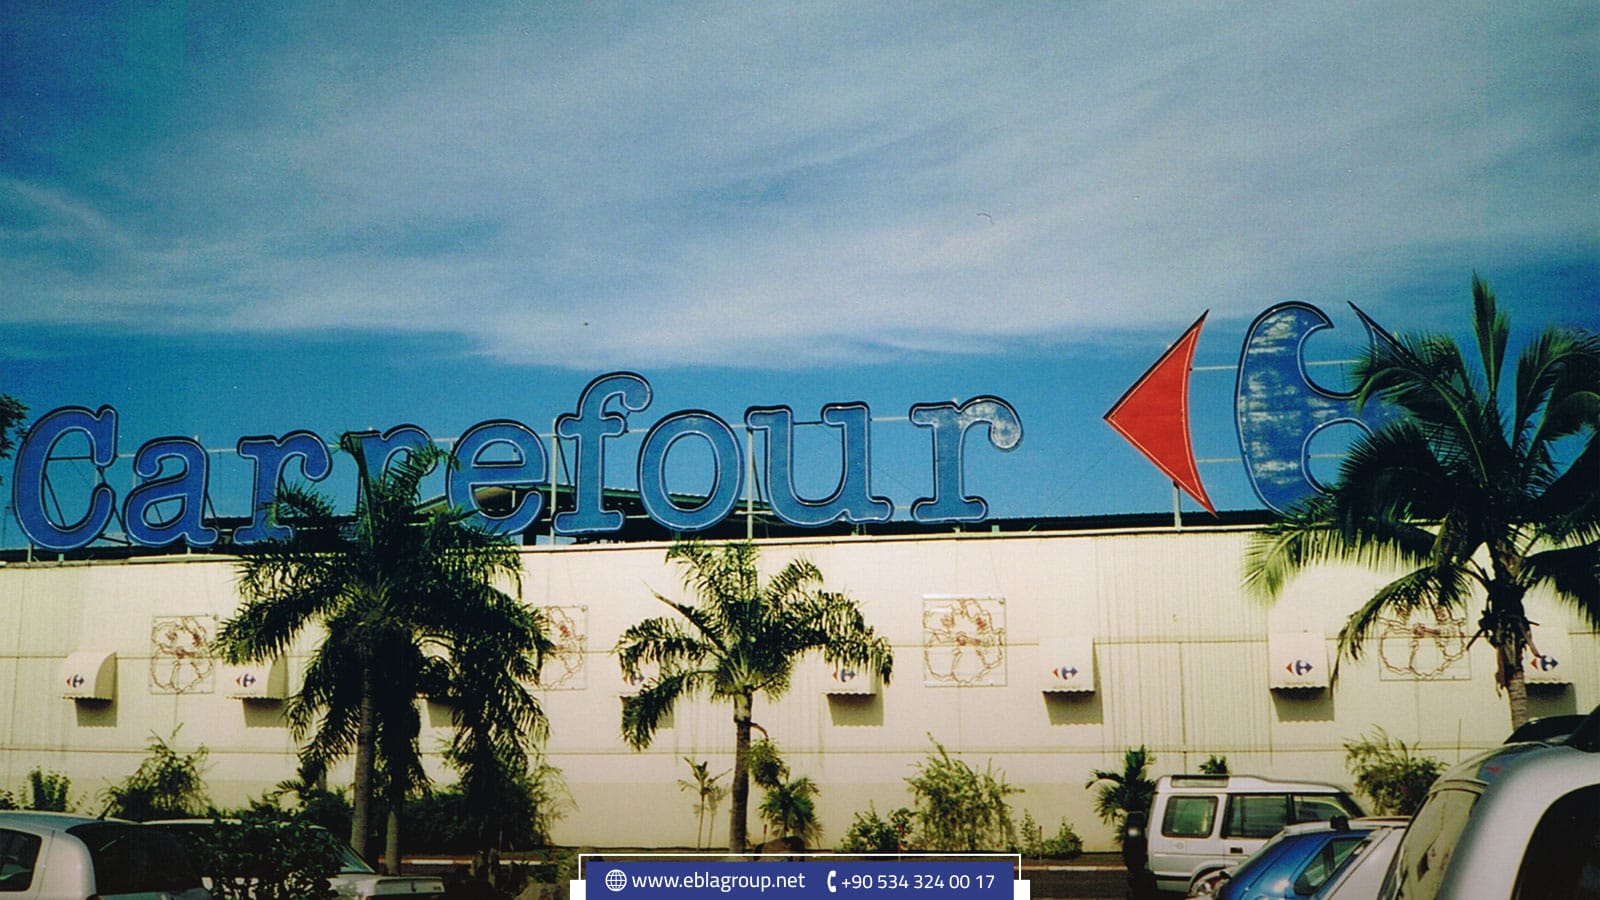 Carrefour
www.eblagroup.net +90 534 324 00 17